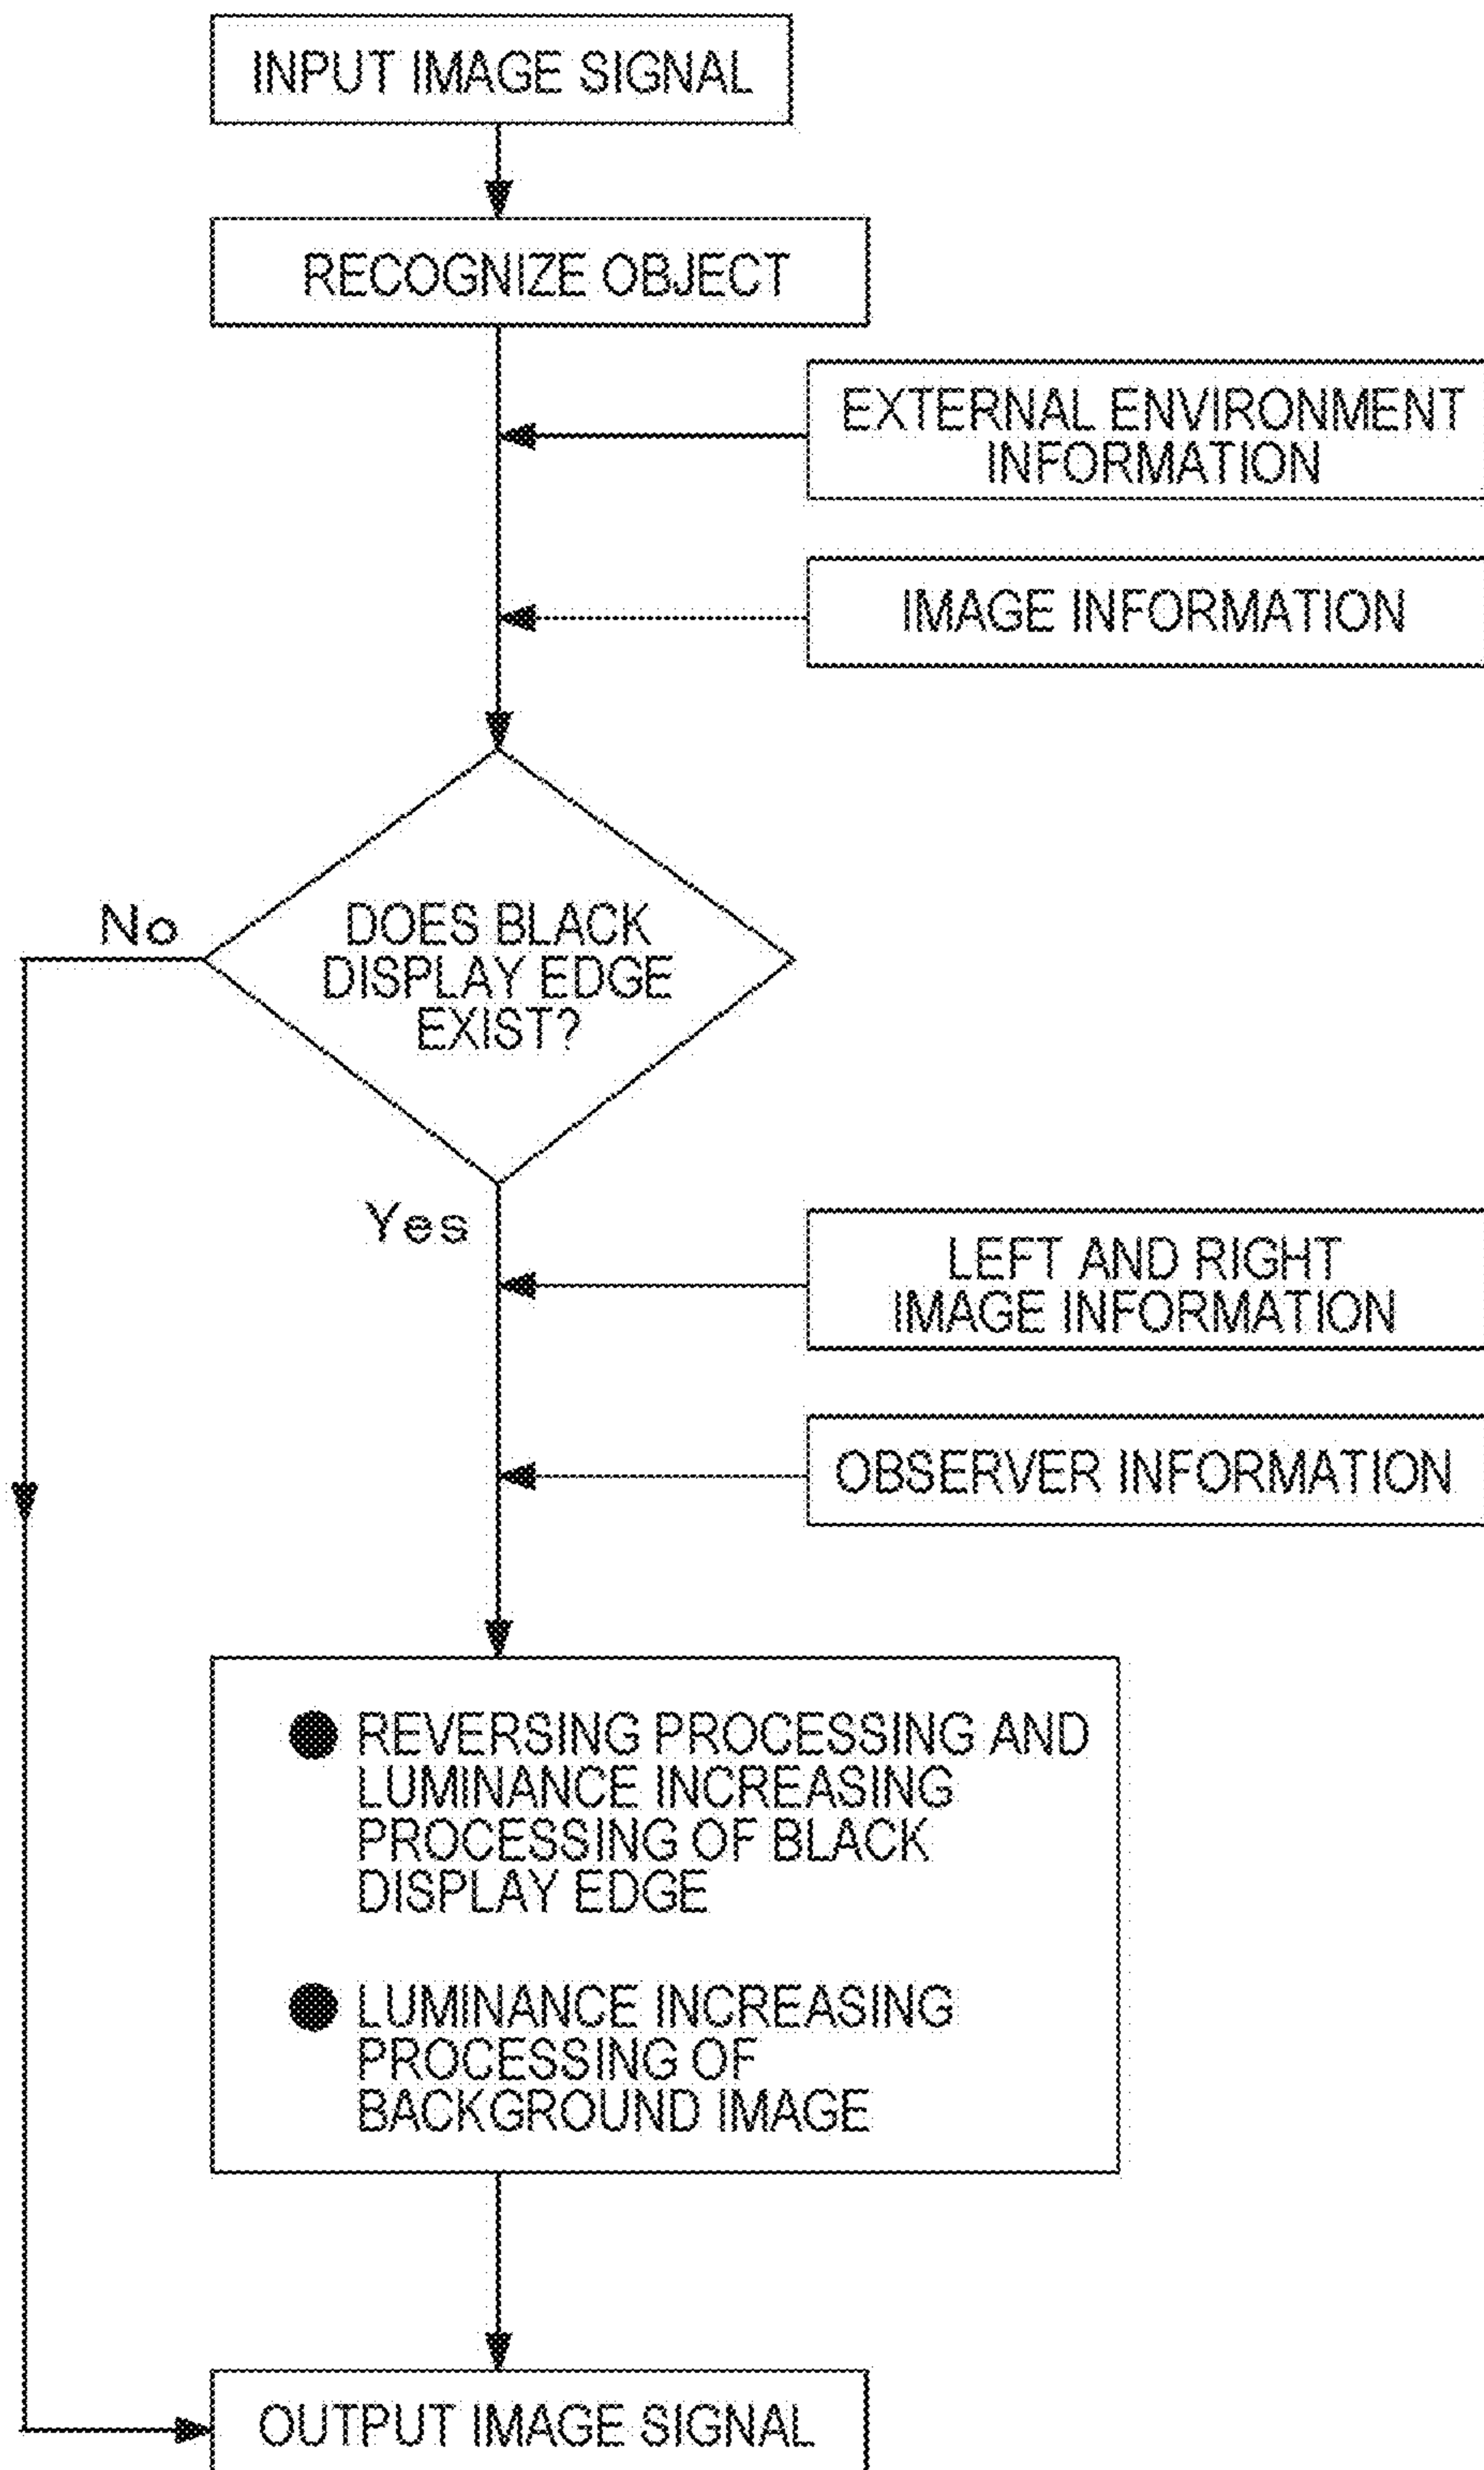 INPUT IMAGE SIGNAL
RECOGNIZE OBJECT
EXTERNAL ENVIRONMENT
INFORMATION
IMAGE INFORMATION
No
DOES BLACK
DISPLAY EDGE
EXIST?
Yes
LEFT AND RIGHT
IMAGE INFORMATION
OBSERVER INFORMATION
● REVERSING PROCESSING AND
LUMINANCE INCREASING
PROCESSING OF BLACK
DISPLAY EDGE
● LUMINANCE INCREASING
PROCESSING OF
BACKGROUND IMAGE
OUTPUT IMAGE SIGNAL